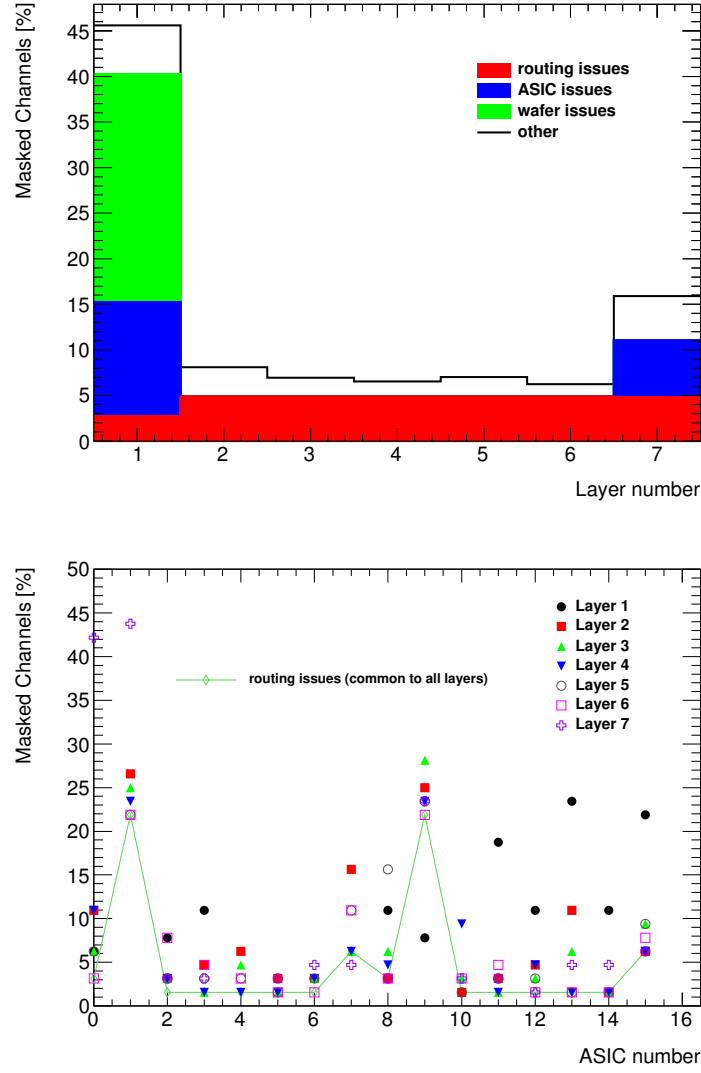 Masked Channels [%]
45
40
35
30
25
20
15
10
5
0
routing issues
ASIC issues
wafer issues
other
1 2 3 4 5 6 7
Layer number
Masked Channels [%]
50
45
40
35
30
25
20
15
10
5
0
Layer 1
Layer 2
Layer 3
Layer 4
Layer 5
Layer 6
Layer 7
routing issues (common to all layers)
0 2 4 6 8 10 12 14 16
ASIC number